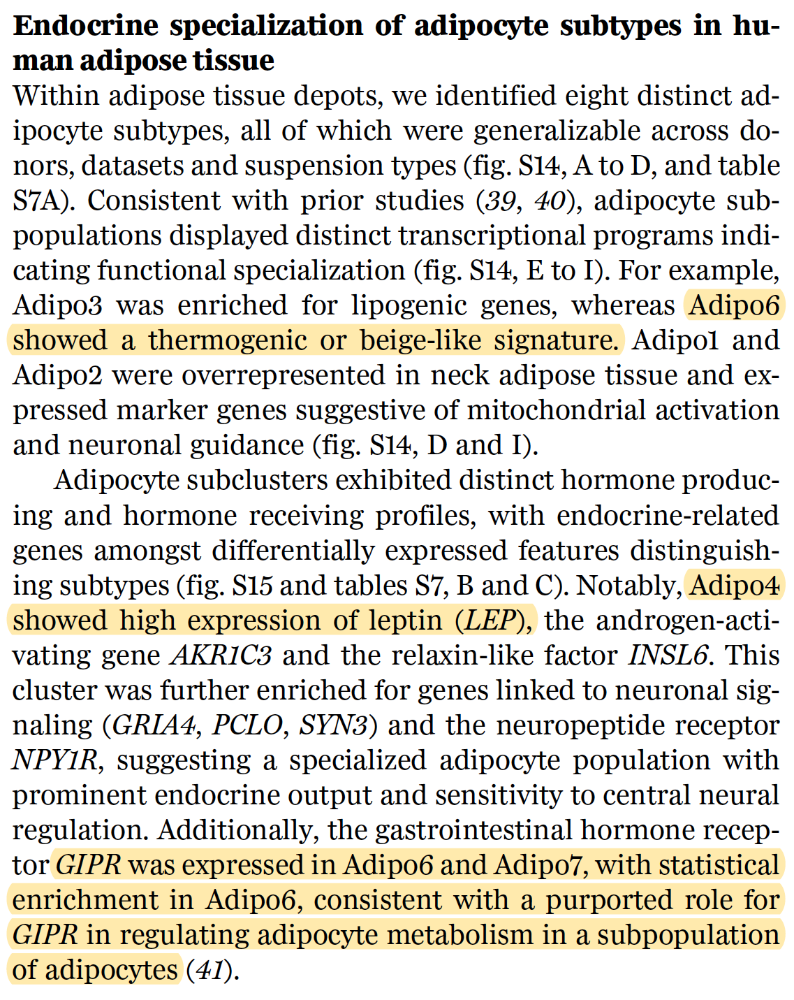 Endocrine specialization of adipocyte subtypes in hu-
man adipose tissue
Within adipose tissue depots, we identified eight distinct ad-
ipocyte subtypes, all of which were generalizable across do-
nors, datasets and suspension types (fig. S14, A to D, and table
S7A). Consistent with prior studies (39, 40), adipocyte sub-
populations displayed distinct transcriptional programs indi-
cating functional specialization (fig. S14, E to I). For example,
Adipo3 was enriched for lipogenic genes, whereas Adipo6
showed a thermogenic or beige-like signature. Adipo1 and
Adipo2 were overrepresented in neck adipose tissue and ex-
pressed marker genes suggestive of mitochondrial activation
and neuronal guidance (fig. S14, D and I).
Adipocyte subclusters exhibited distinct hormone produc-
ing and hormone receiving profiles, with endocrine-related
genes amongst differentially expressed features distinguish-
ing subtypes (fig. S15 and tables S7, B and C). Notably, Adipo4
showed high expression of leptin (LEP), the androgen-acti-
vating gene AKR1C3 and the relaxin-like factor INSL6. This
cluster was further enriched for genes linked to neuronal sig-
naling (GRIA4, PCLO, SYN3) and the neuropeptide receptor
NPY1R, suggesting a specialized adipocyte population with
prominent endocrine output and sensitivity to central neural
regulation. Additionally, the gastrointestinal hormone recep-
tor GIPR was expressed in Adipo6 and Adipo7, with statistical
enrichment in Adipo6, consistent with a purported role for
GIPR in regulating adipocyte metabolism in a subpopulation
of adipocytes (41).